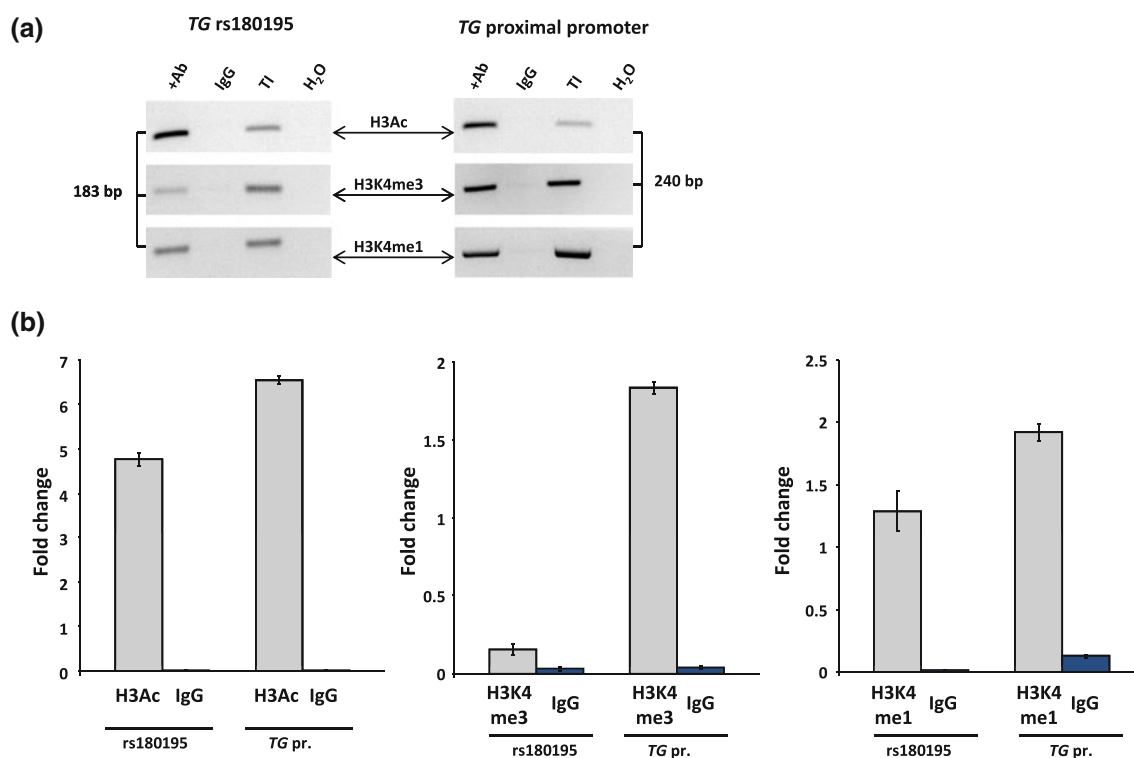 (a)
TG rs180195
TG proximal promoter
+Ab IgG TI H2O
+Ab IgG TI H2O
H3Ac
183 bp
H3K4me3
240 bp
H3K4me1
(b)
Fold change
7
6
5
4
3
2
1
0
H3Ac IgG H3Ac IgG
rs180195 TG pr.
Fold change
2
1.5
1
0.5
0
H3K4 me3 IgG H3K4 me3 IgG
rs180195 TG pr.
Fold change
2.5
2
1.5
1
0.5
0
H3K4 me1 IgG H3K4 me1 IgG
rs180195 TG pr.